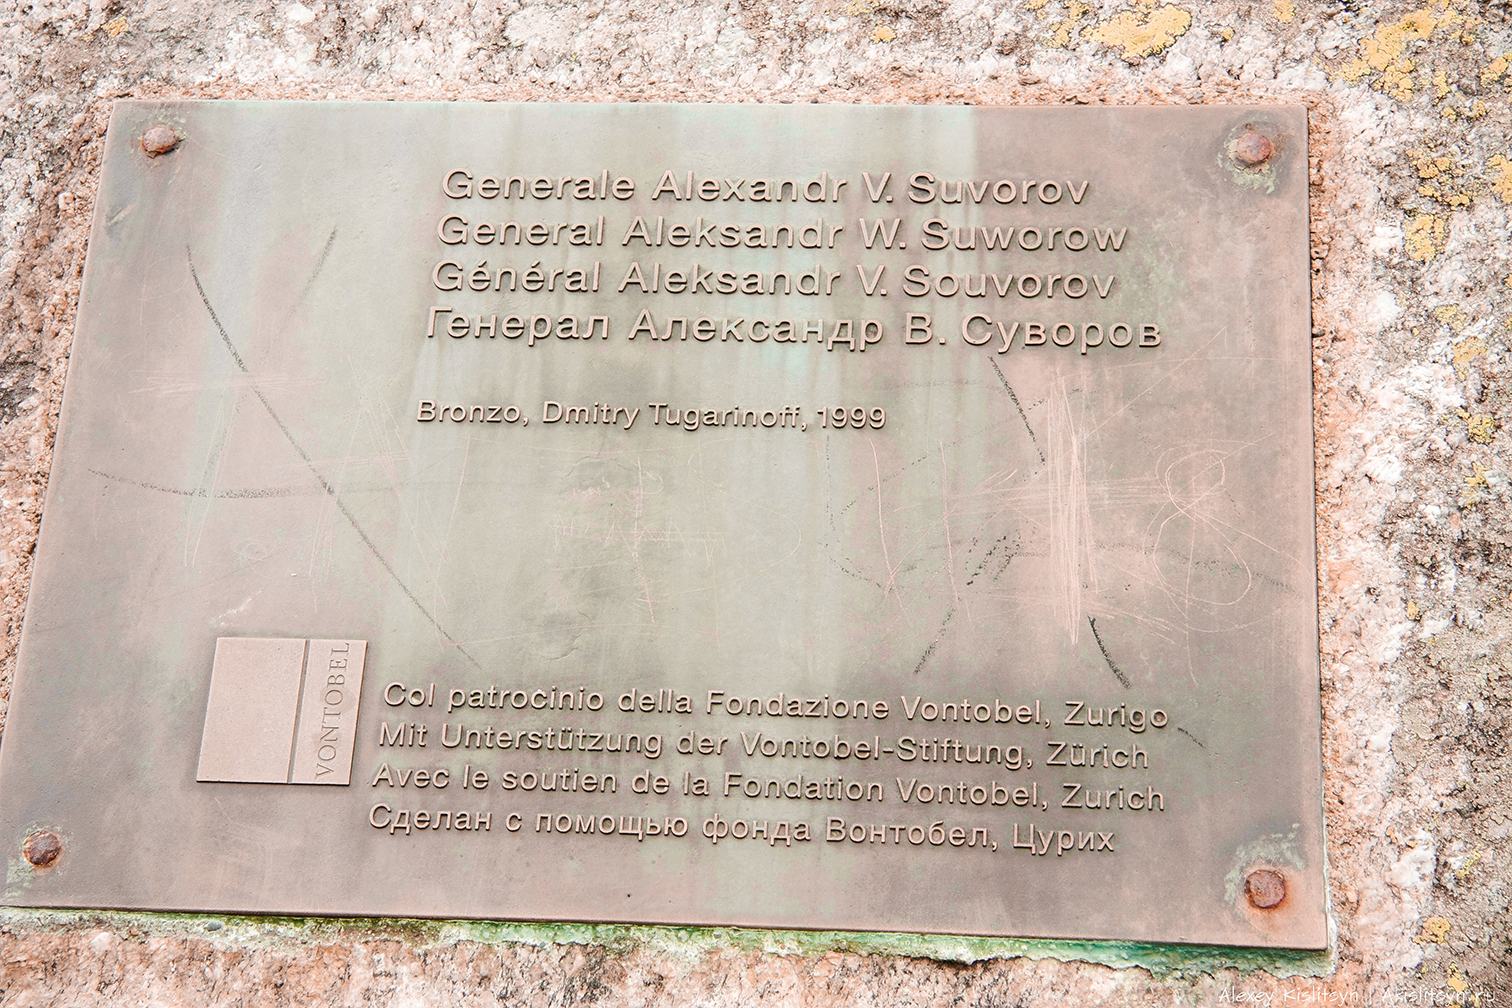 Generale Alexandr V. Suvorov
General Aleksandr W. Suworow
Général Aleksandr V. Souvorov
Генерал Александр В. Суворов
Bronzo, Dmitry Tugarinoff, 1999
VONTOBEL
Col patrocinio della Fondazione Vontobel, Zurigo
Mit Unterstützung der Vontobel-Stiftung, Zürich
Avec le soutien de la Fondation Vontobel, Zurich
Сделан с помощью фонда Вонтобел, Цурих
Alexey Kislitsyn |